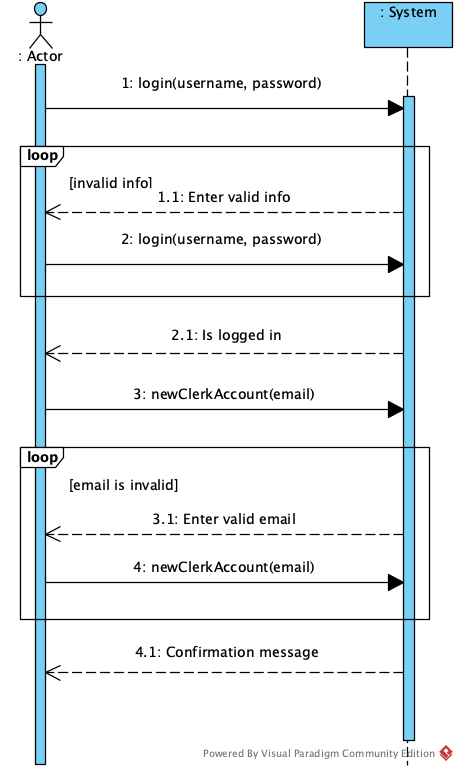 : Actor
: System
1: login(username, password)
loop
[invalid info]
1.1: Enter valid info
2: login(username, password)
2.1: Is logged in
3: newClerkAccount(email)
loop
[email is invalid]
3.1: Enter valid email
4: newClerkAccount(email)
4.1: Confirmation message
Powered By Visual Paradigm Community Edition